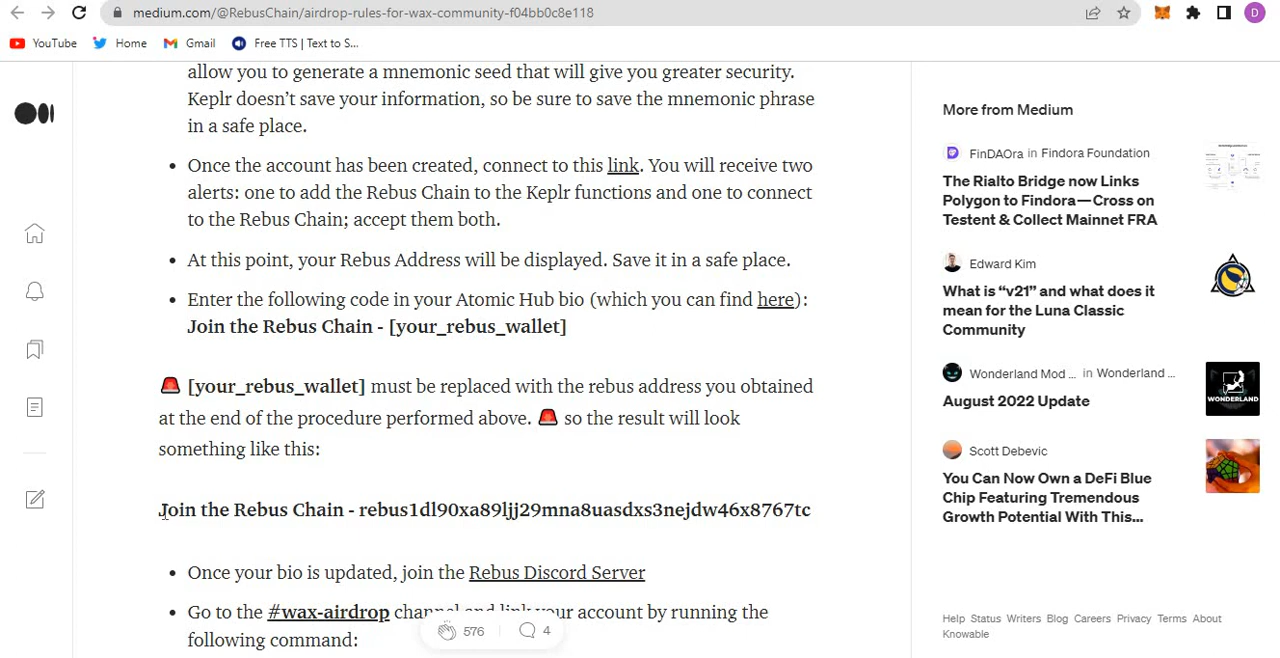 medium.com/@RebusChain/airdrop-rules-for-wax-community-f04bb0c8e118
D
YouTube
Home
Gmail
Free TTS | Text to S...
allow you to generate a mnemonic seed that will give you greater security.
Keplr doesn’t save your information, so be sure to save the mnemonic phrase
in a safe place.
• Once the account has been created, connect to this link. You will receive two
alerts: one to add the Rebus Chain to the Keplr functions and one to connect
to the Rebus Chain; accept them both.
• At this point, your Rebus Address will be displayed. Save it in a safe place.
• Enter the following code in your Atomic Hub bio (which you can find here):
Join the Rebus Chain - [your_rebus_wallet]
🚨 [your_rebus_wallet] must be replaced with the rebus address you obtained
at the end of the procedure performed above. 🚨 so the result will look
something like this:
Join the Rebus Chain - rebus1dl90xa89ljj29mna8uasdxs3nejdw46x8767tc
• Once your bio is updated, join the Rebus Discord Server
• Go to the #wax-airdrop channel and link your account by running the
following command:
576
4
More from Medium
FinDAOra in Findora Foundation
The Rialto Bridge now Links
Polygon to Findora — Cross on
Testent & Collect Mainnet FRA
Edward Kim
What is “v21” and what does it
mean for the Luna Classic
Community
Wonderland Mod ... in Wonderland ...
August 2022 Update
WONDERLAND
Scott Debevic
You Can Now Own a DeFi Blue
Chip Featuring Tremendous
Growth Potential With This...
Help Status Writers Blog Careers Privacy Terms About
Knowable